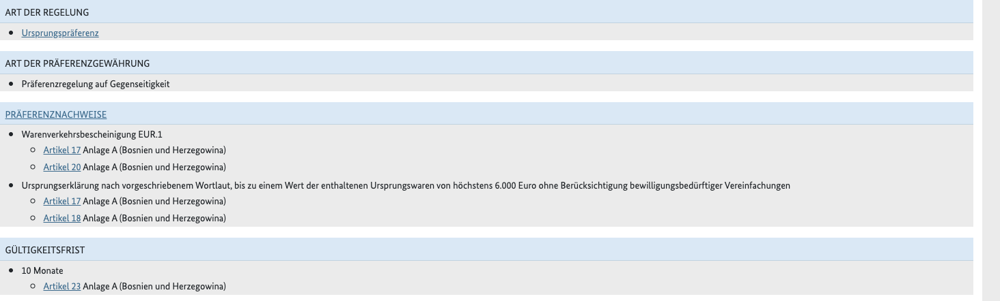 ART DER REGELUNG
Ursprungspräferenz
ART DER PRÄFERENZGEWÄHRUNG
Präferenzregelung auf Gegenseitigkeit
PRÄFERENZNACHWEISE
Warenverkehrsbescheinigung EUR.1
Artikel 17 Anlage A (Bosnien und Herzegowina)
Artikel 20 Anlage A (Bosnien und Herzegowina)
Ursprungserklärung nach vorgeschriebenem Wortlaut, bis zu einem Wert der enthaltenen Ursprungswaren von höchstens 6.000 Euro ohne Berücksichtigung bewilligungsbedürftiger Vereinfachungen
Artikel 17 Anlage A (Bosnien und Herzegowina)
Artikel 18 Anlage A (Bosnien und Herzegowina)
GÜLTIGKEITSFRIST
10 Monate
Artikel 23 Anlage A (Bosnien und Herzegowina)